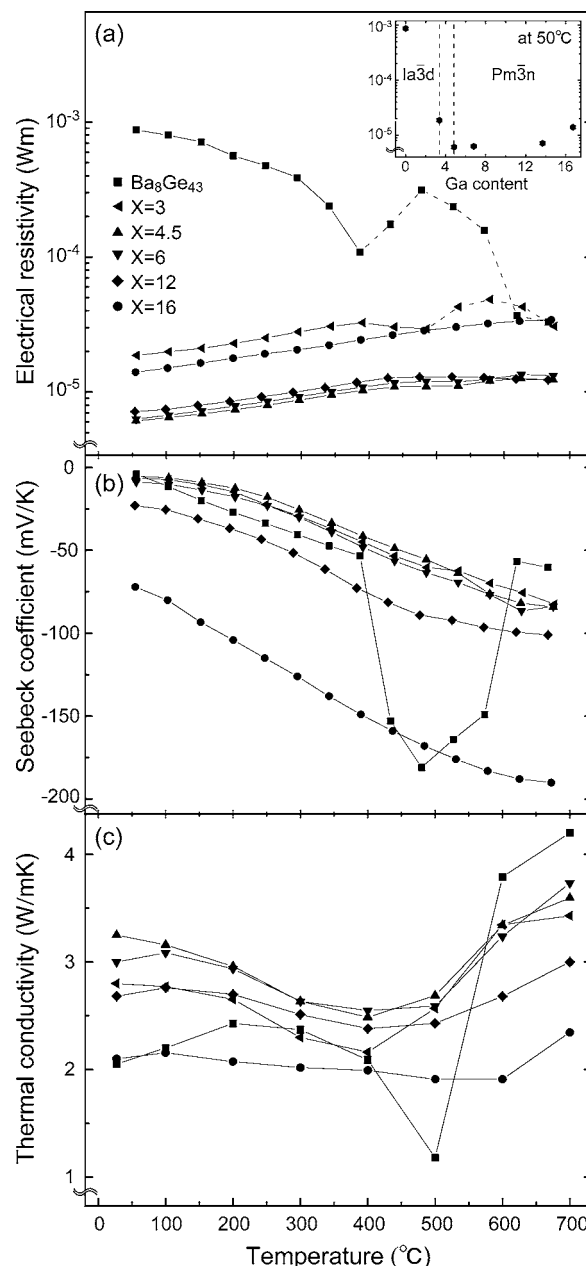 (a)
10⁻³
10⁻⁴
10⁻⁵
Electrical resistivity (Wm)
Ba₈Ge₄₃
X=3
X=4.5
X=6
X=12
X=16
at 50℃
Ia3̄d
Pm3̄n
10⁻³
10⁻⁴
10⁻⁵
0 4 8 12 16
Ga content
(b)
0
-50
-100
-150
-200
Seebeck coefficient (mV/K)
(c)
4
3
2
1
Thermal conductivity (W/mK)
0 100 200 300 400 500 600 700
Temperature (℃)